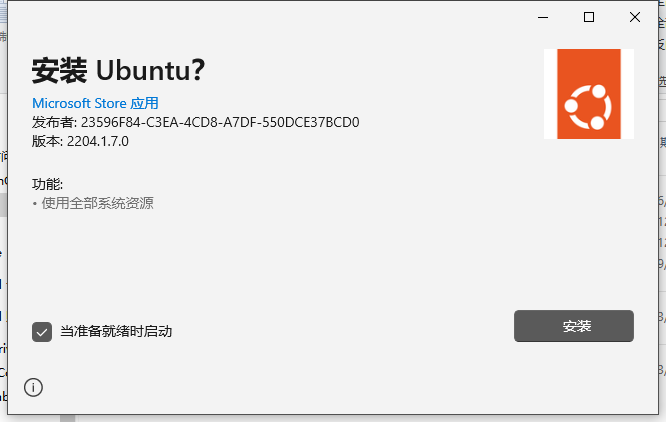 安装 Ubuntu？
Microsoft Store 应用
发布者: 23596F84-C3EA-4CD8-A7DF-550DCE37BCD0
版本: 2204.1.7.0
功能:
• 使用全部系统资源
当准备就绪时启动
安装